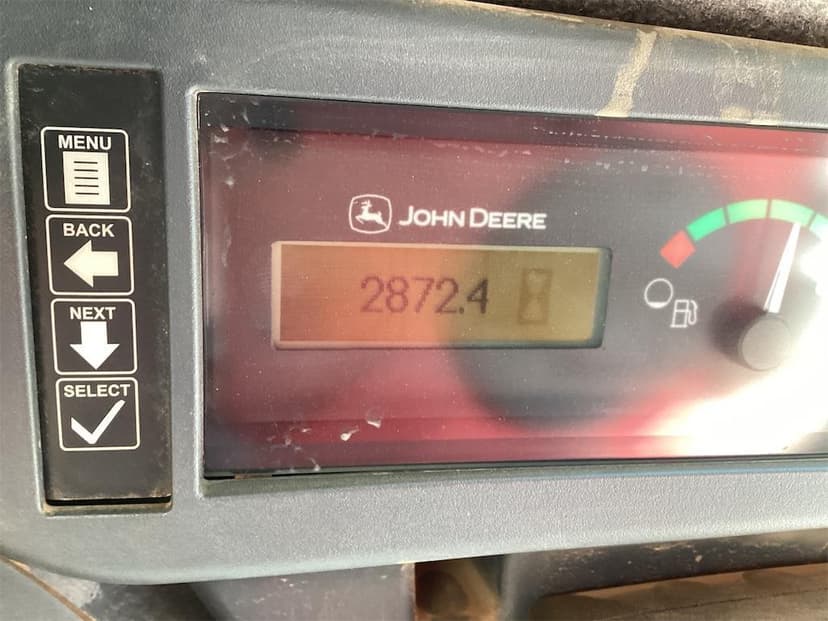 MENU
BACK
NEXT
SELECT
JOHN DEERE
2872.4